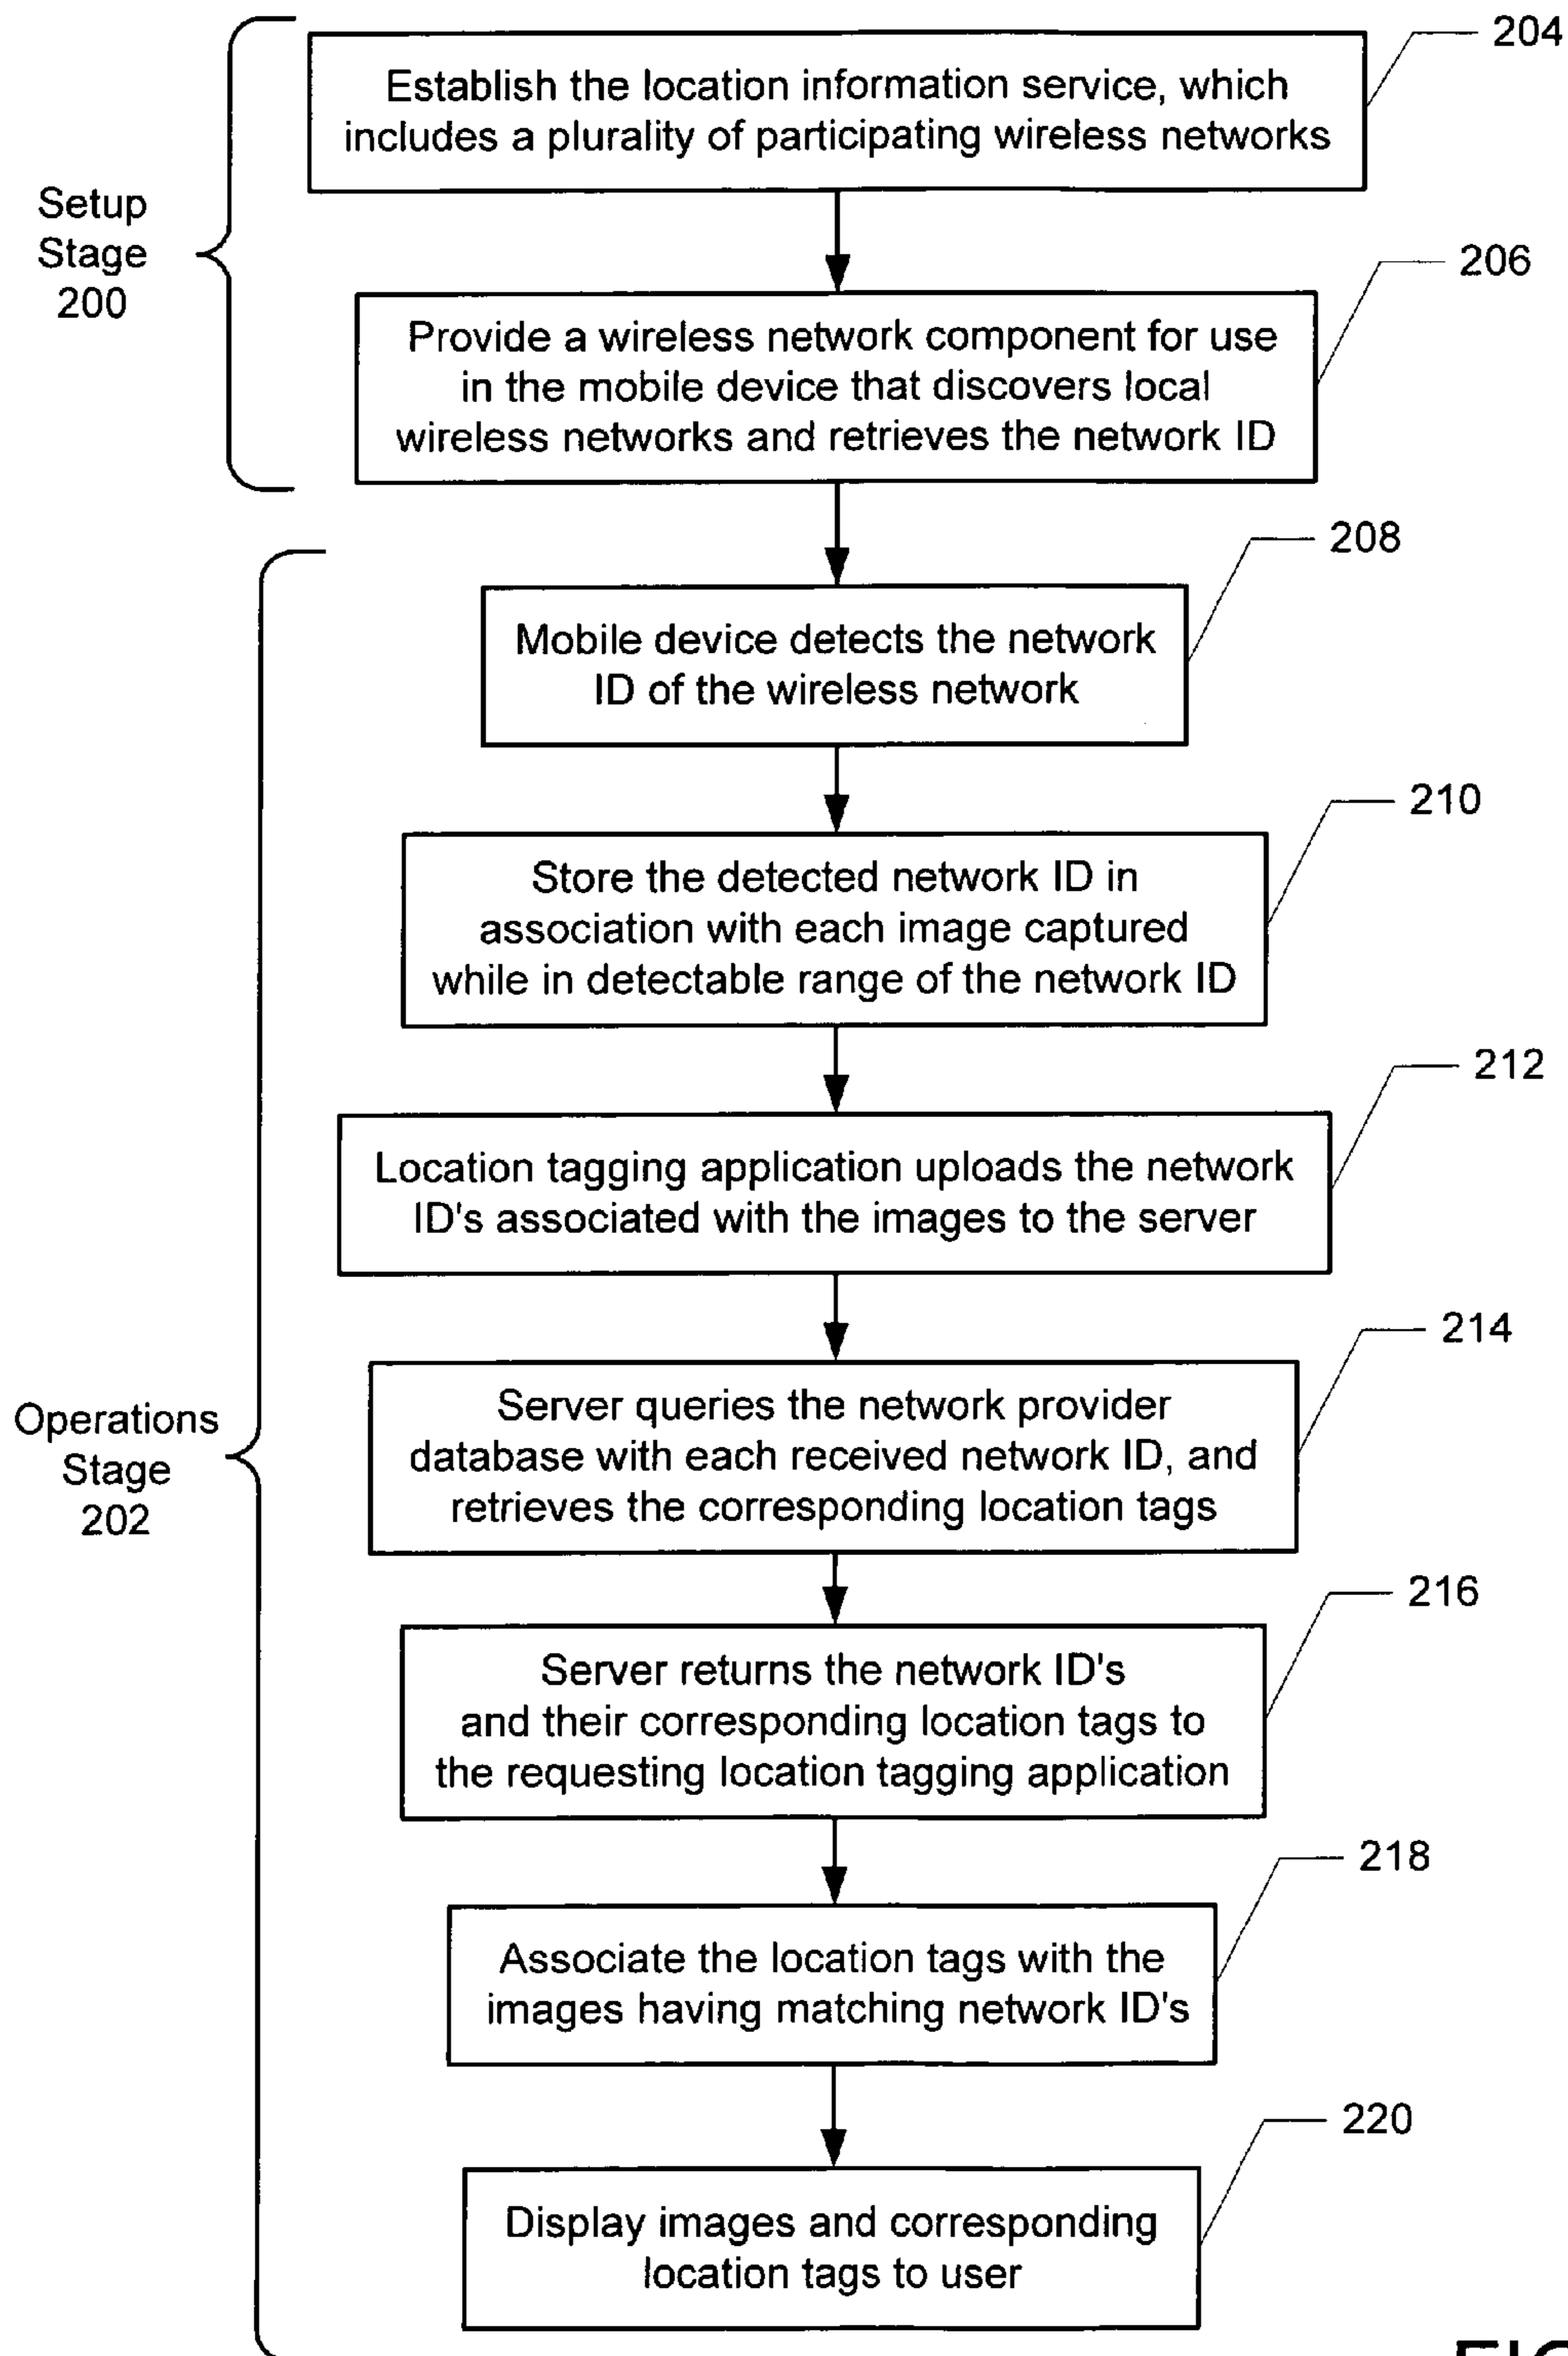 204
Establish the location information service, which
includes a plurality of participating wireless networks
Setup
Stage
200
206
Provide a wireless network component for use
in the mobile device that discovers local
wireless networks and retrieves the network ID
208
Mobile device detects the network
ID of the wireless network
210
Store the detected network ID in
association with each image captured
while in detectable range of the network ID
212
Location tagging application uploads the network
ID's associated with the images to the server
214
Server queries the network provider
database with each received network ID, and
retrieves the corresponding location tags
Operations
Stage
202
216
Server returns the network ID's
and their corresponding location tags to
the requesting location tagging application
218
Associate the location tags with the
images having matching network ID's
220
Display images and corresponding
location tags to user